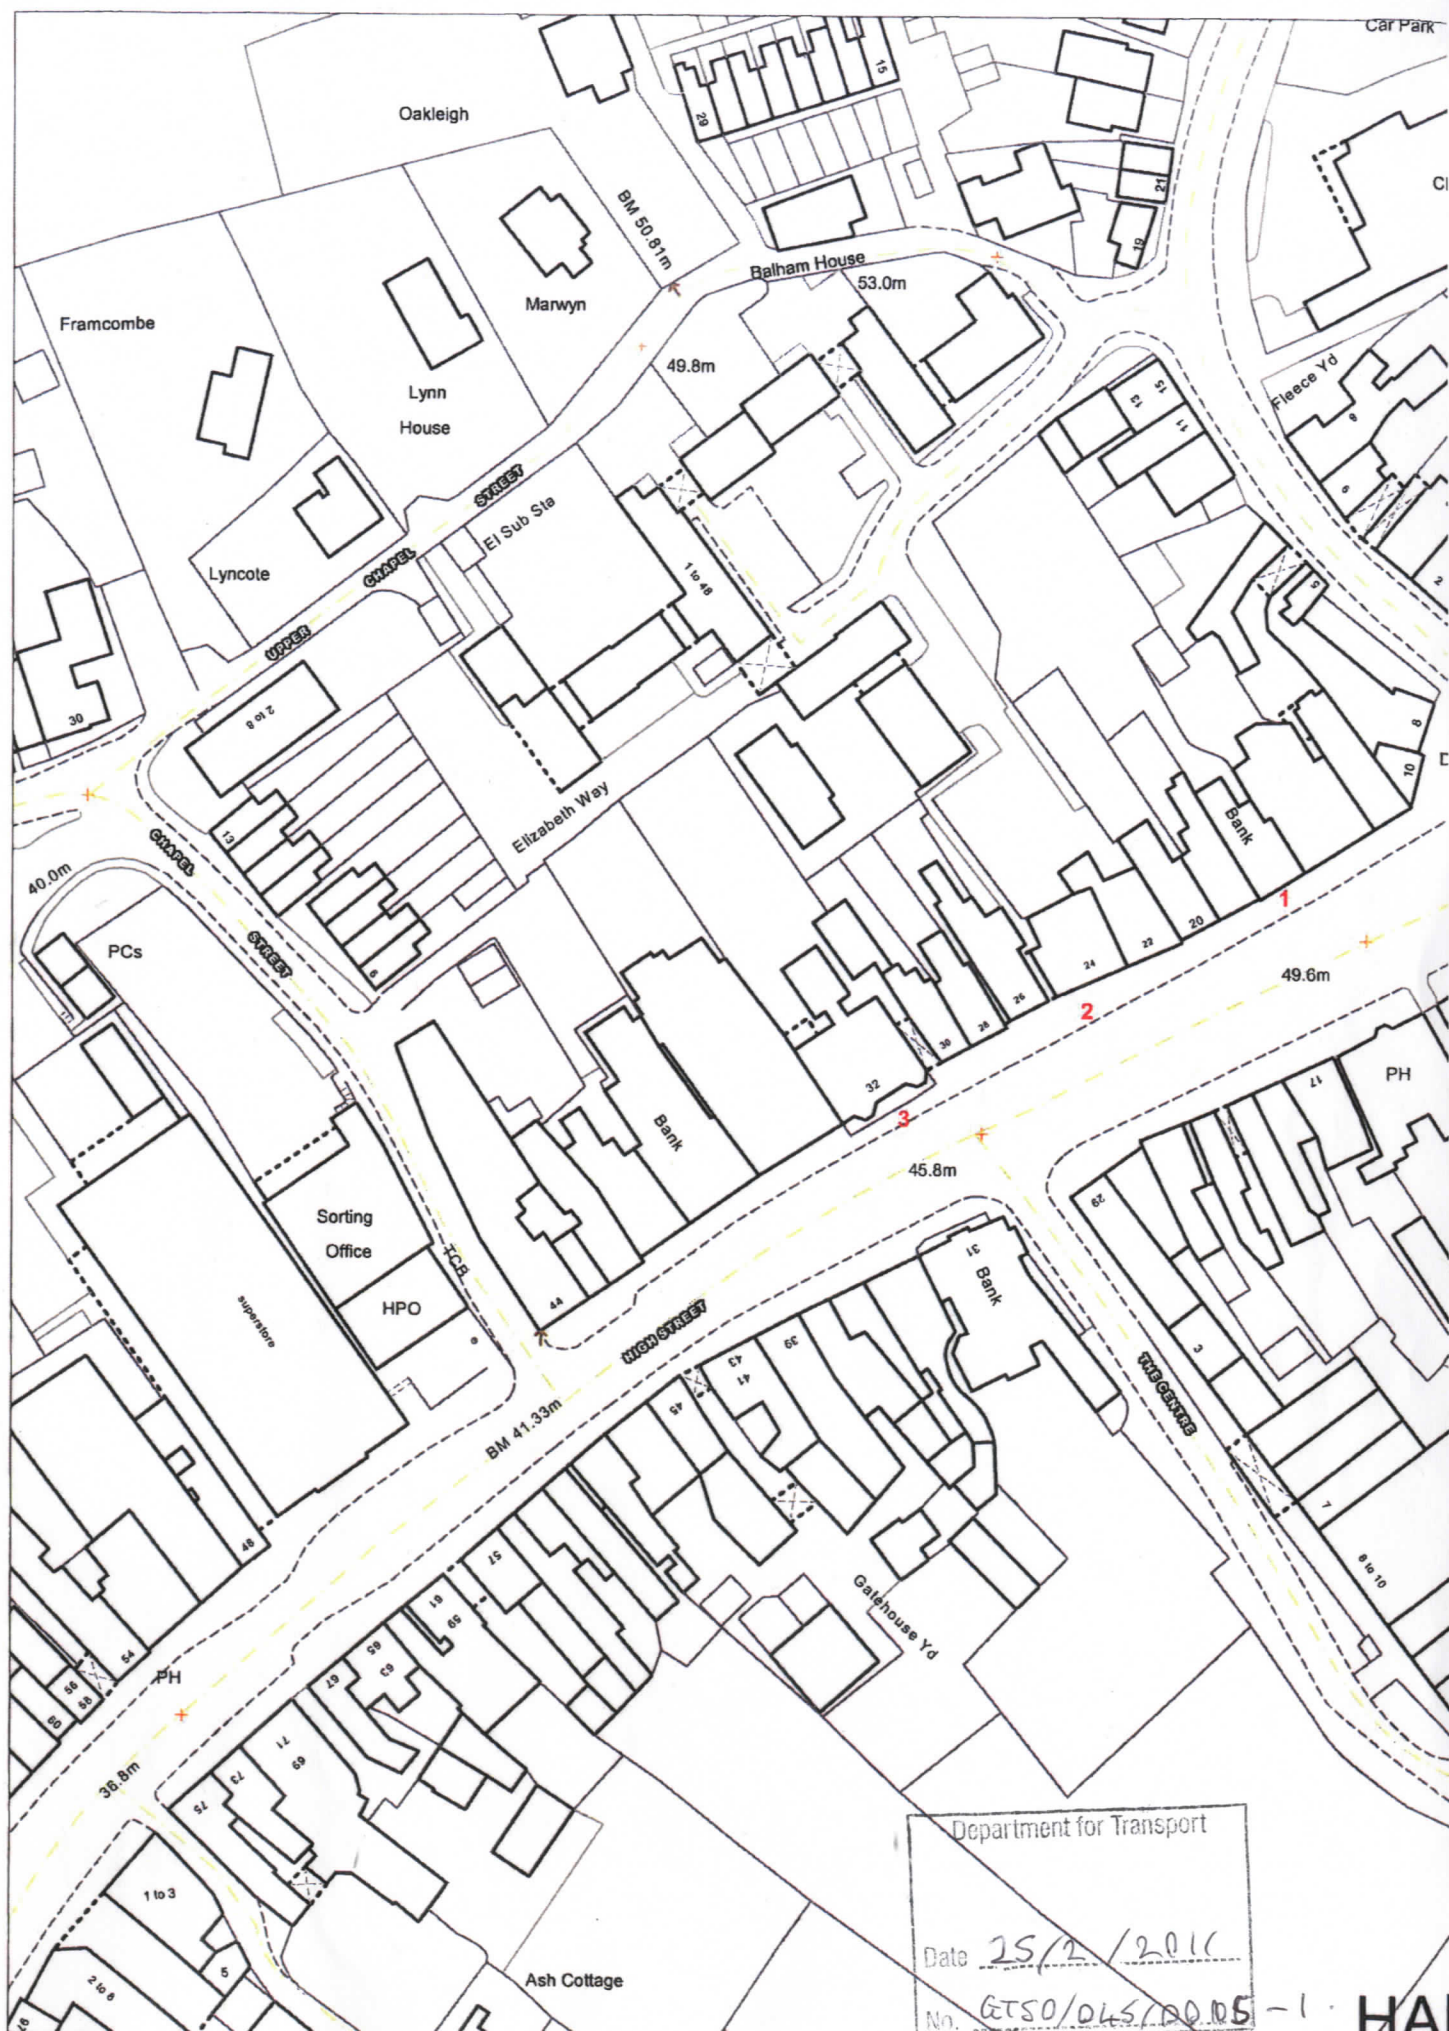 Car Park
15
29
Oakleigh
21
19
BM 50.81m
Balham House
53.0m
Marwyn
Framcombe
49.8m
Lynn
House
Fleece Yd
15
13
11
8
6
2
UPPER CHAPEL STREET
El Sub Sta
1 to 48
Lyncote
5
30
2 to 8
8
10
Elizabeth Way
Bank
13
CHAPEL STREET
40.0m
1
20
22
24
49.6m
PCs
6
26
2
28
30
32
3
17
PH
Bank
45.8m
29
Sorting
Office
TCB
31
Bank
HPO
44
superstore
HIGH STREET
3
THE CENTRE
43
41
39
45
BM 41.33m
7
48
57
8 to 10
61
59
Gatehouse Yd
54
PH
56
58
60
65
63
67
71
69
36.8m
73
75
1 to 3
5
2 to 8
Ash Cottage
Department for Transport
Date 25/2/2011
No. GT50/045/0005-1